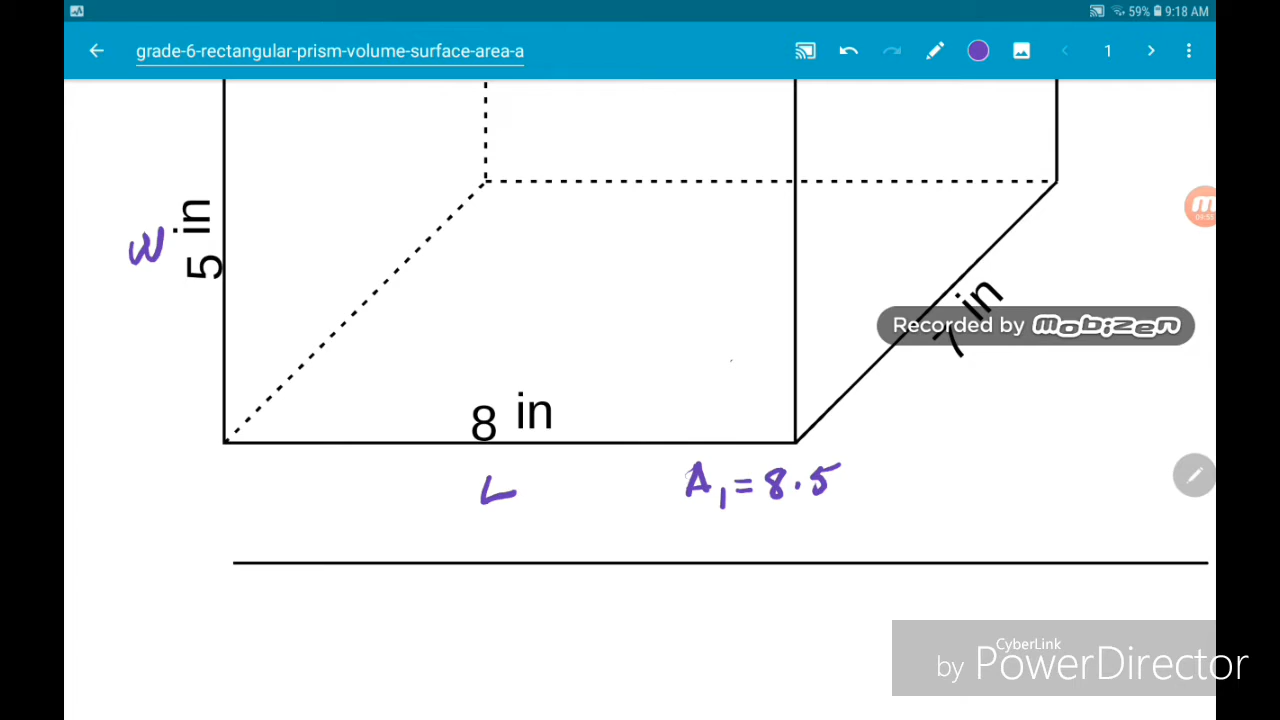 59% 9:18 AM
grade-6-rectangular-prism-volume-surface-area-a
1
W
5 in
7 in
Recorded by mobizen
8 in
L
A₁ = 8·5
CyberLink
by PowerDirector